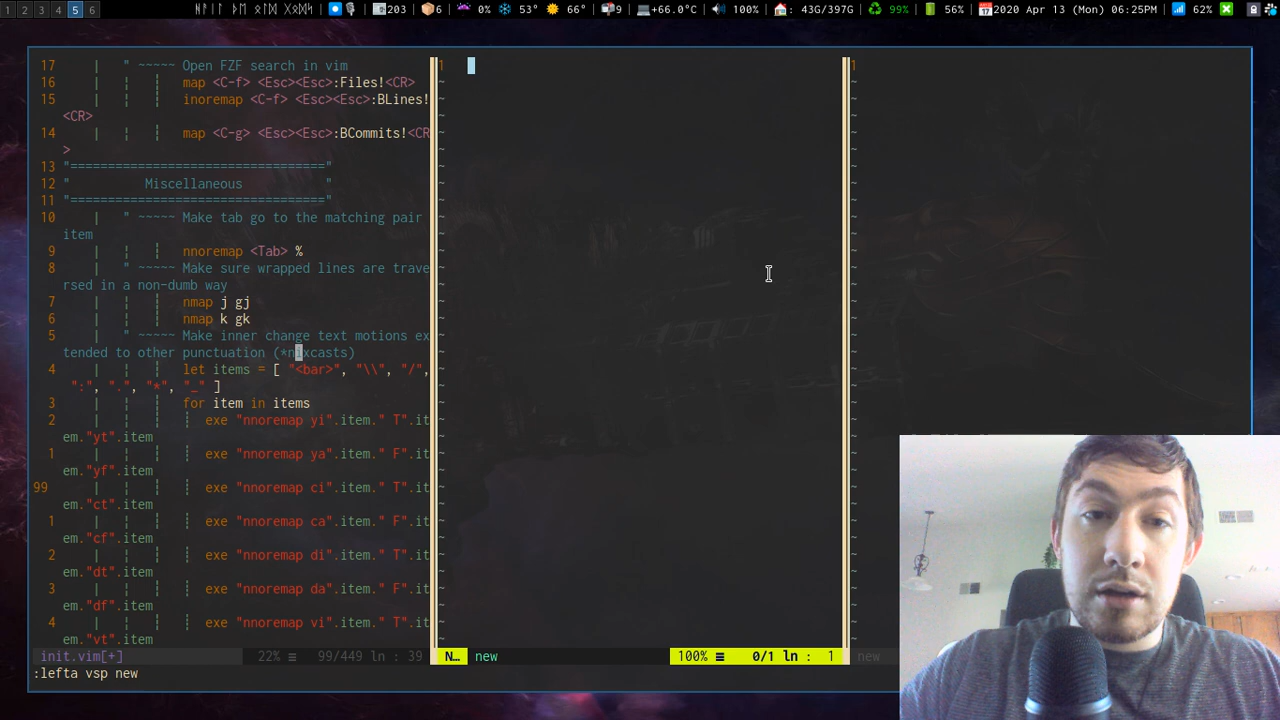 1 2 3 4 5 6
203 6 0% 53° 66° 9 +66.0°C 100% : 43G/397G 99% 56% 2020 Apr 13 (Mon) 06:25PM 62%
17 | " ~~~~~ Open FZF search in vim
16 | ¦ ┆ map <C-f> <Esc><Esc>:Files!<CR>
15 | ¦ ┆ inoremap <C-f> <Esc><Esc>:BLines!
<CR>
14 | ¦ ┆ map <C-g> <Esc><Esc>:BCommits!<CR
>
13 "=================================="
12 " Miscellaneous "
11 "=================================="
10 | " ~~~~~ Make tab go to the matching pair
item
9 | ¦ ┆ nnoremap <Tab> %
8 | " ~~~~~ Make sure wrapped lines are trave
rsed in a non-dumb way
7 | ¦ ┆ nmap j gj
6 | ¦ ┆ nmap k gk
5 | " ~~~~~ Make inner change text motions ex
tended to other punctuation (*nixcasts)
4 | ¦ ┆ let items = [ "<bar>", "\\", "/",
":", ".", "*", "_" ]
3 | ¦ ┆ for item in items
2 | ¦ ┆ ┆ exe "nnoremap yi".item." T".it
em."yt".item
1 | ¦ ┆ ┆ exe "nnoremap ya".item." F".it
em."yf".item
99 | ¦ ┆ ┆ exe "nnoremap ci".item." T".it
em."ct".item
1 | ¦ ┆ ┆ exe "nnoremap ca".item." F".it
em."cf".item
2 | ¦ ┆ ┆ exe "nnoremap di".item." T".it
em."dt".item
3 | ¦ ┆ ┆ exe "nnoremap da".item." F".it
em."df".item
4 | ¦ ┆ ┆ exe "nnoremap vi".item." T".it
em."vt".item
init.vim[+] 22% ≡ 99/449 ln : 39
1
N… new 100% ≡ 0/1 ln : 1
1
new
:lefta vsp new